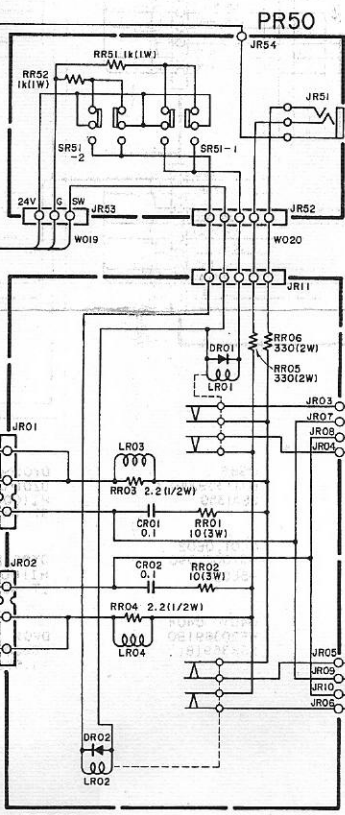 PR50
JR54
RR51 1k(1W)
RR52
1k(1W)
JR51
SR51
-2
SR51-1
24V
G
SW
JR53
JR52
W019
W020
JR11
DR01
LR01
RR06
330(2W)
RR05
330(2W)
JR03
JR07
JR08
JR04
JR01
LR03
RR03 2.2(1/2W)
CR01
0.1
RR01
10(3W)
JR02
CR02
0.1
RR02
10(3W)
RR04 2.2(1/2W)
LR04
JR05
JR09
JR10
JR06
DR02
LR02